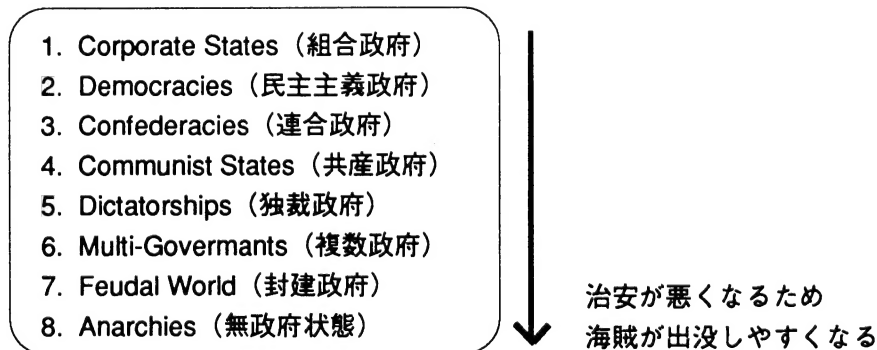 1. Corporate States（組合政府）
2. Democracies（民主主義政府）
3. Confederacies（連合政府）
4. Communist States（共産政府）
5. Dictatorships（独裁政府）
6. Multi-Govermants（複数政府）
7. Feudal World（封建政府）
8. Anarchies（無政府状態）
治安が悪くなるため
海賊が出没しやすくなる